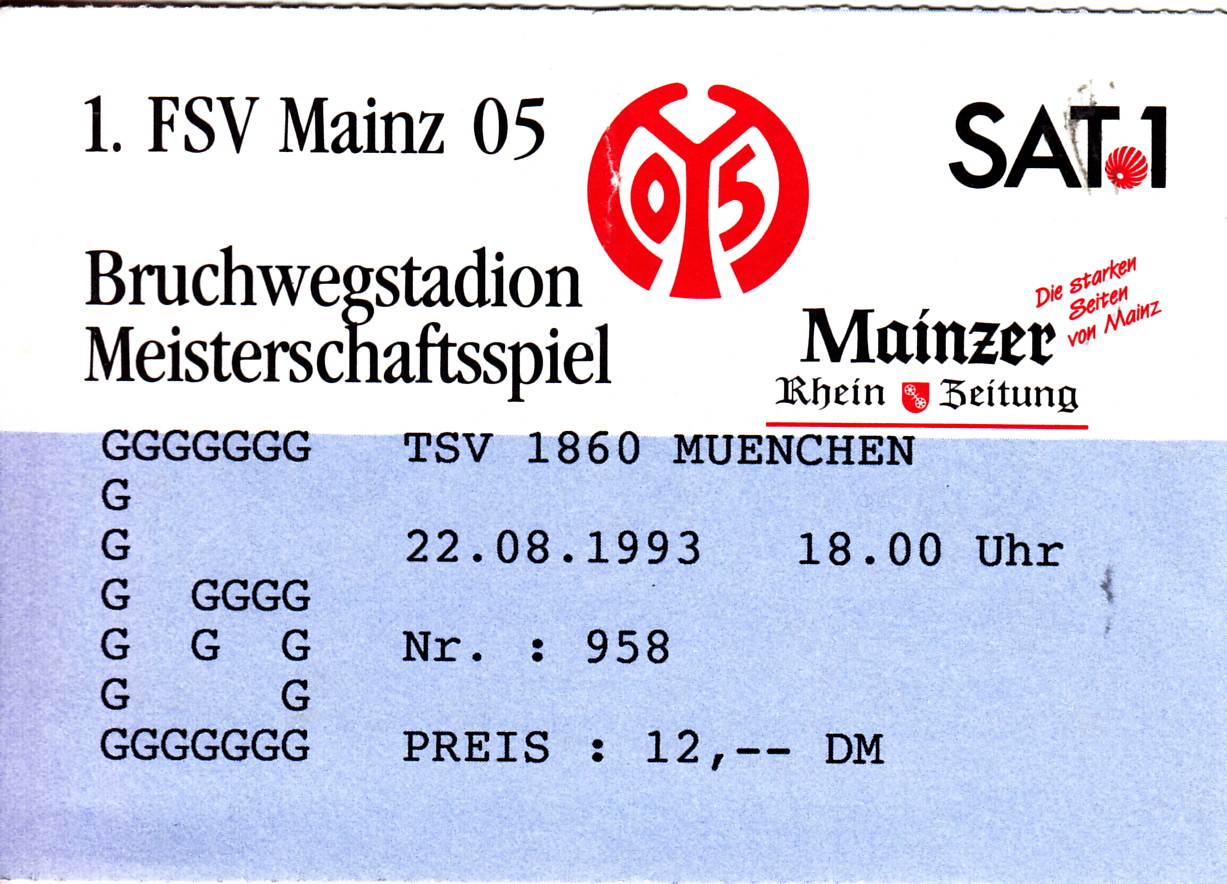 1. FSV Mainz 05
05
SAT.1
Bruchwegstadion
Meisterschaftsspiel
Die starken
Seiten
von Mainz
Mainzer
Rhein Zeitung
GGGGGGG TSV 1860 MUENCHEN
G
G 22.08.1993 18.00 Uhr
G GGGG
G G G Nr. : 958
G G
GGGGGGG PREIS : 12,-- DM